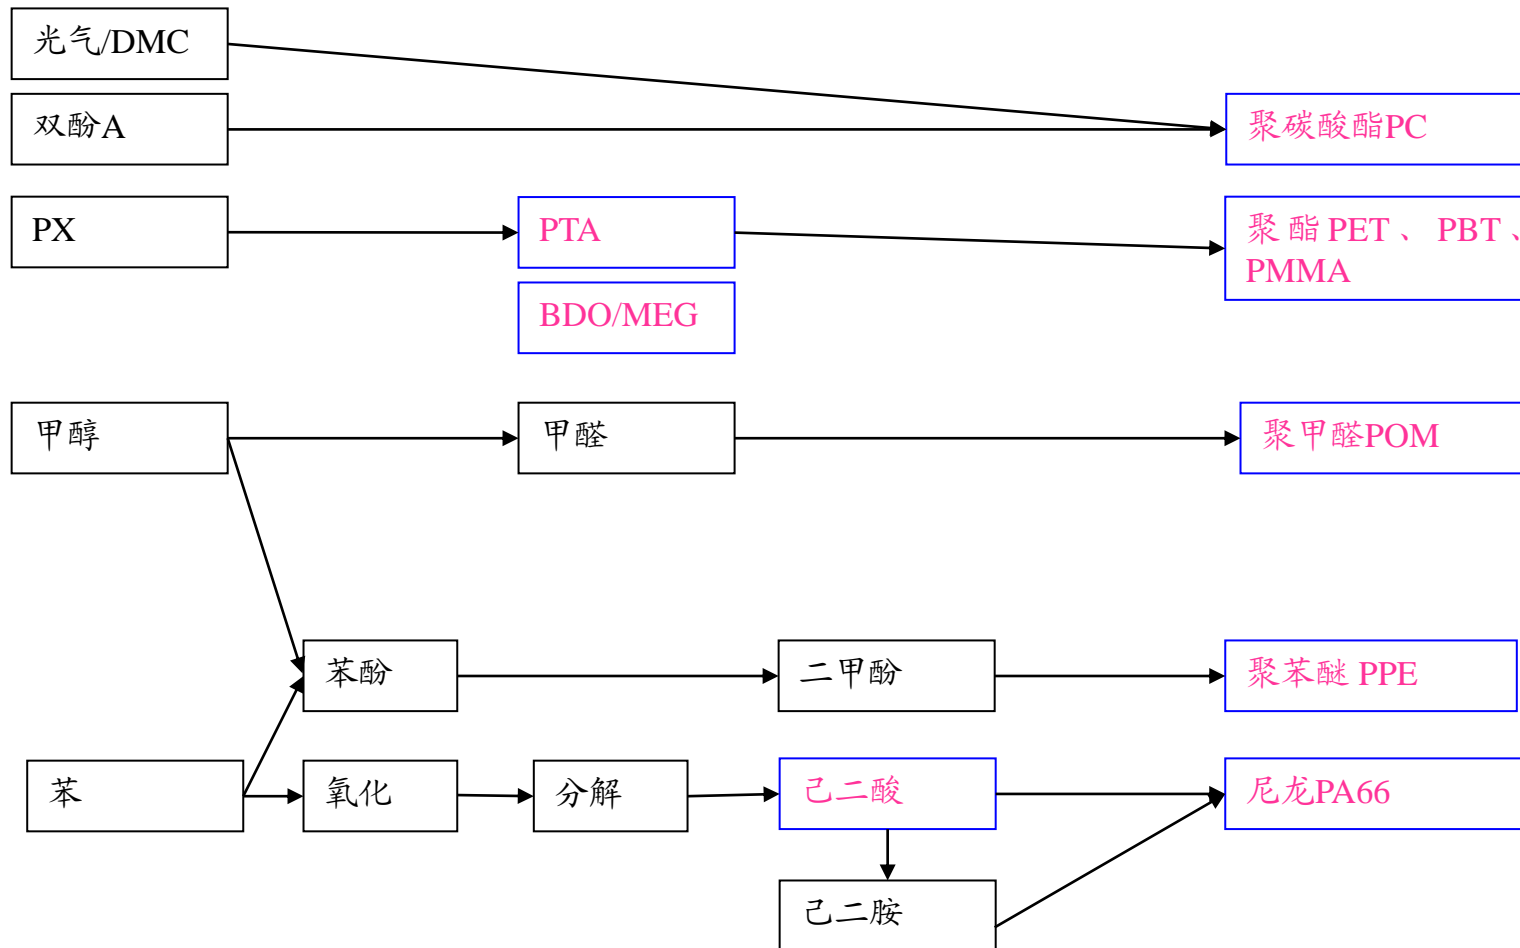 光气/DMC
双酚A
聚碳酸酯PC
PX
PTA
聚酯PET、PBT、
PMMA
BDO/MEG
甲醇
甲醛
聚甲醛POM
苯酚
二甲酚
聚苯醚 PPE
苯
氧化
分解
己二酸
尼龙PA66
己二胺